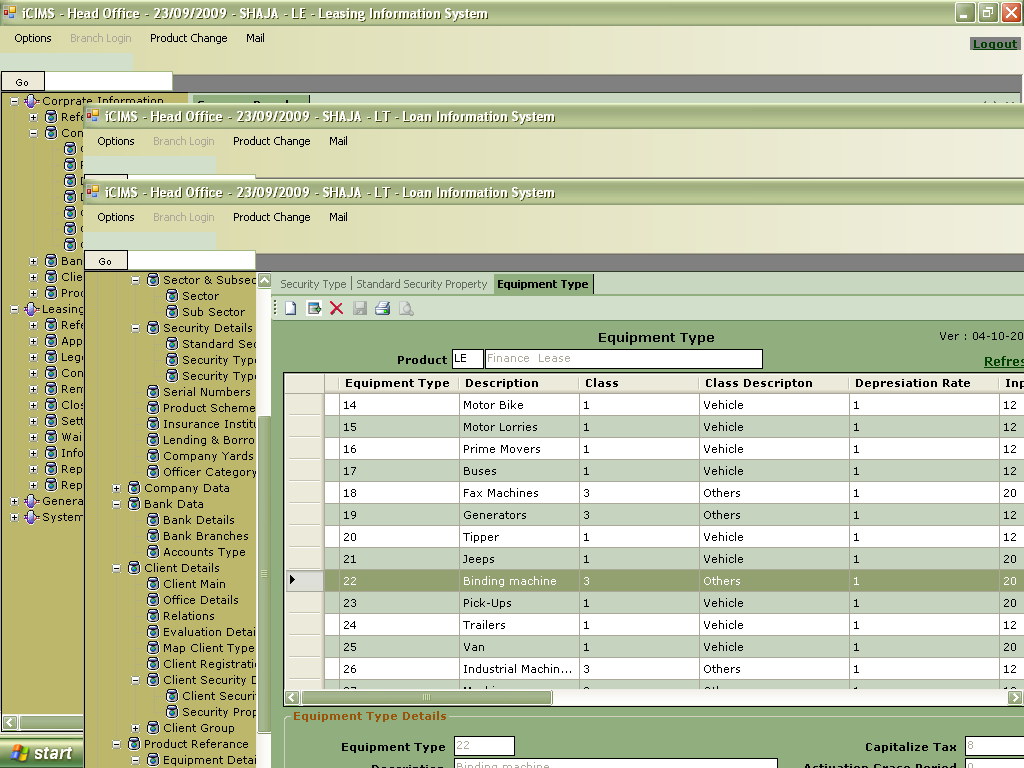 iCIMS - Head Office - 23/09/2009 - SHAJA - LE - Leasing Information System
Options Branch Login Product Change Mail
Logout
Go
Corprate Information
iCIMS - Head Office - 23/09/2009 - SHAJA - LT - Loan Information System
Options Branch Login Product Change Mail
iCIMS - Head Office - 23/09/2009 - SHAJA - LT - Loan Information System
Options Branch Login Product Change Mail
Go
Refe
Con
Ban
Clie
Proc
Leasing
Refe
App
Lega
Con
Rem
Clos
Sett
Wai
Info
Rep
Rep
Genera
System
Sector & Subsec
Sector
Sub Sector
Security Details
Standard Sec
Security Typ
Security Typ
Serial Numbers
Product Scheme
Insurance Institu
Lending & Borro
Company Yards
Officer Category
Company Data
Bank Data
Bank Details
Bank Branches
Accounts Type
Client Details
Client Main
Office Details
Relations
Evaluation Detai
Map Client Type
Client Registrati
Client Security D
Client Securi
Security Prop
Client Group
Product Referance
Equipment Detai
Security Type Standard Security Property Equipment Type
Equipment Type
Ver : 04-10-20
Product LE Finance Lease
Refres
Equipment Type Description Class Class Descripton Depresiation Rate Inp
14 Motor Bike 1 Vehicle 1 12
15 Motor Lorries 1 Vehicle 1 12
16 Prime Movers 1 Vehicle 1 12
17 Buses 1 Vehicle 1 12
18 Fax Machines 3 Others 1 20
19 Generators 3 Others 1 12
20 Tipper 1 Vehicle 1 12
21 Jeeps 1 Vehicle 1 20
22 Binding machine 3 Others 1 20
23 Pick-Ups 1 Vehicle 1 20
24 Trailers 1 Vehicle 1 12
25 Van 1 Vehicle 1 20
26 Industrial Machin... 3 Others 1 12
Equipment Type Details
Equipment Type 22
Capitalize Tax 8
Description Binding machine
Activation Grace Period 0
start